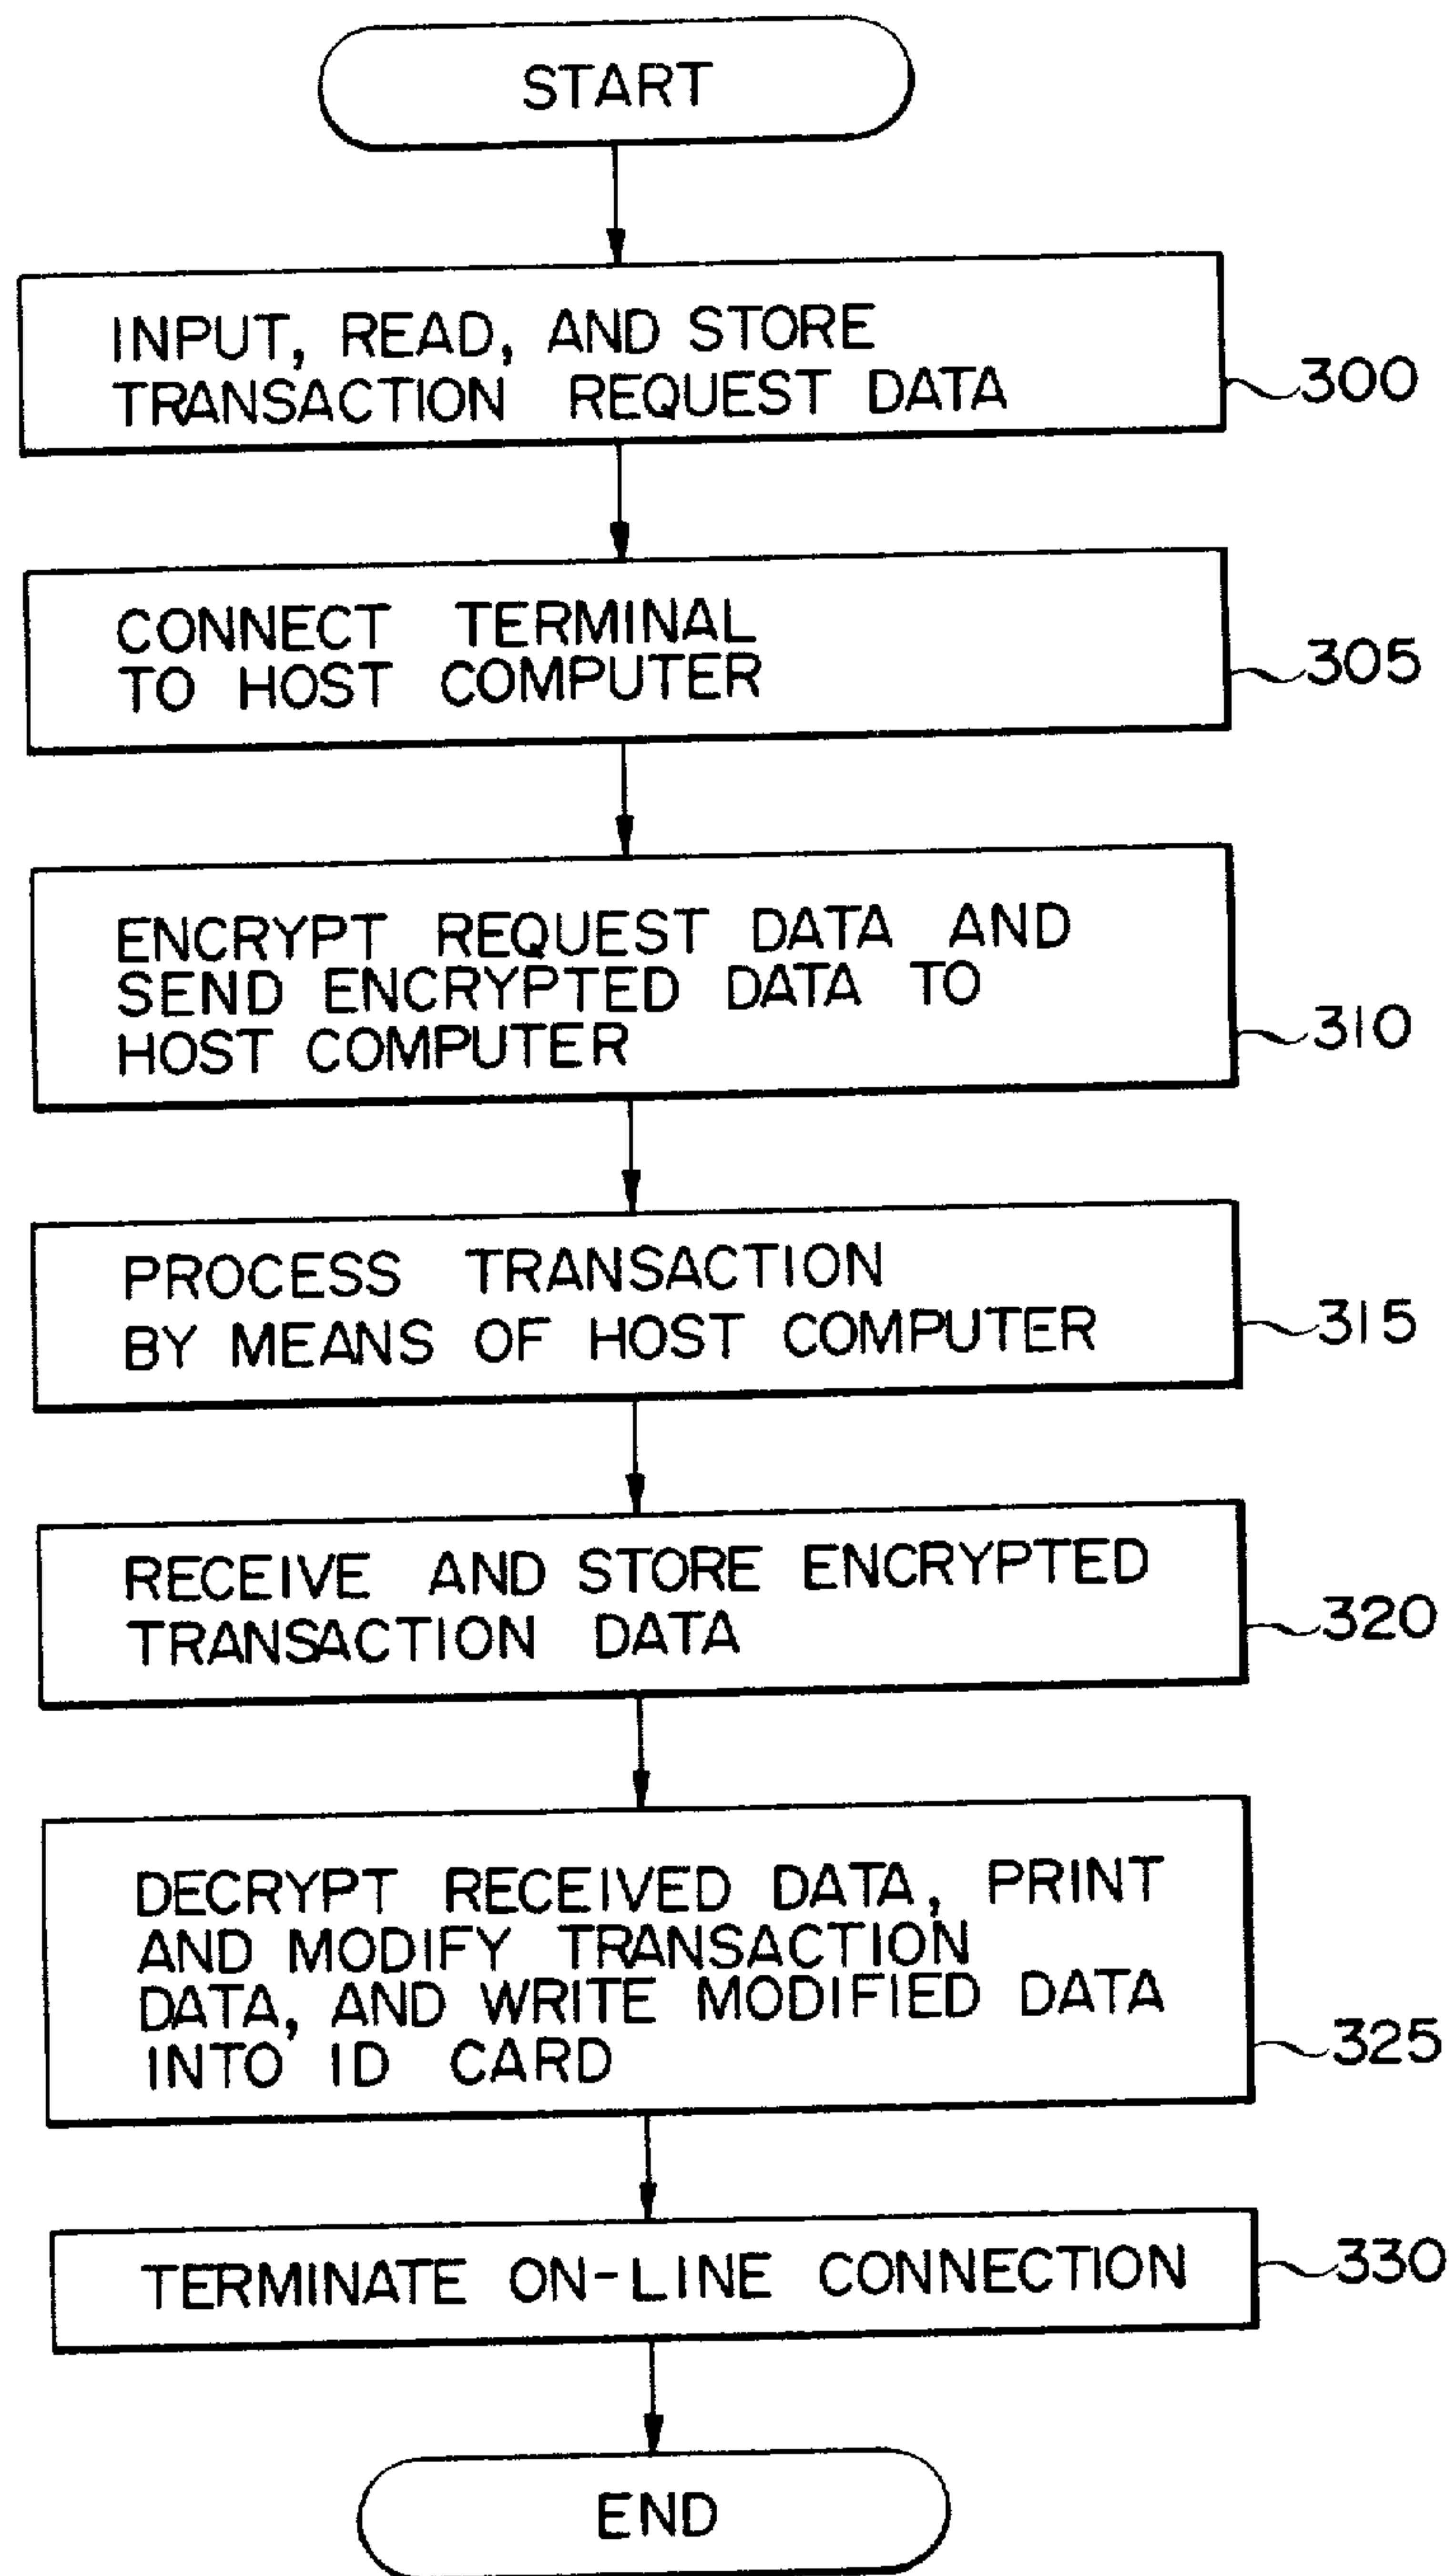 START
INPUT, READ, AND STORE
TRANSACTION REQUEST DATA
300
CONNECT TERMINAL
TO HOST COMPUTER
305
ENCRYPT REQUEST DATA AND
SEND ENCRYPTED DATA TO
HOST COMPUTER
310
PROCESS TRANSACTION
BY MEANS OF HOST COMPUTER
315
RECEIVE AND STORE ENCRYPTED
TRANSACTION DATA
320
DECRYPT RECEIVED DATA, PRINT
AND MODIFY TRANSACTION
DATA, AND WRITE MODIFIED DATA
INTO ID CARD
325
TERMINATE ON-LINE CONNECTION
330
END